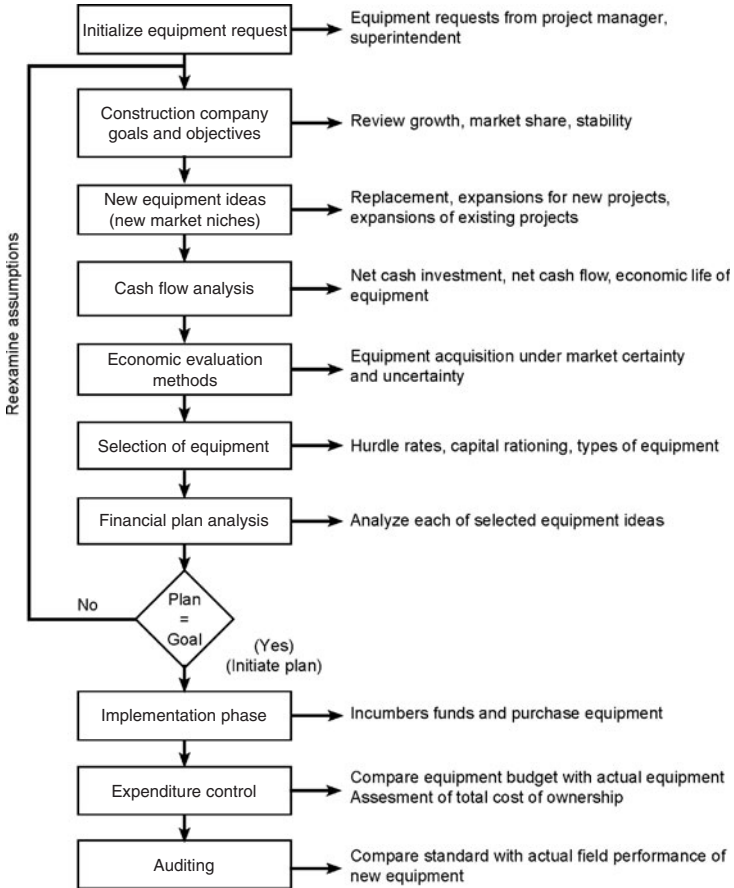 Initialize equipment request
Equipment requests from project manager,
superintendent
Construction company
goals and objectives
Review growth, market share, stability
New equipment ideas
(new market niches)
Replacement, expansions for new projects,
expansions of existing projects
Reexamine assumptions
Cash flow analysis
Net cash investment, net cash flow, economic life of
equipment
Economic evaluation
methods
Equipment acquisition under market certainty
and uncertainty
Selection of equipment
Hurdle rates, capital rationing, types of equipment
Financial plan analysis
Analyze each of selected equipment ideas
No
Plan
=
Goal
(Yes)
(Initiate plan)
Implementation phase
Incumbers funds and purchase equipment
Expenditure control
Compare equipment budget with actual equipment
Assesment of total cost of ownership
Auditing
Compare standard with actual field performance of
new equipment